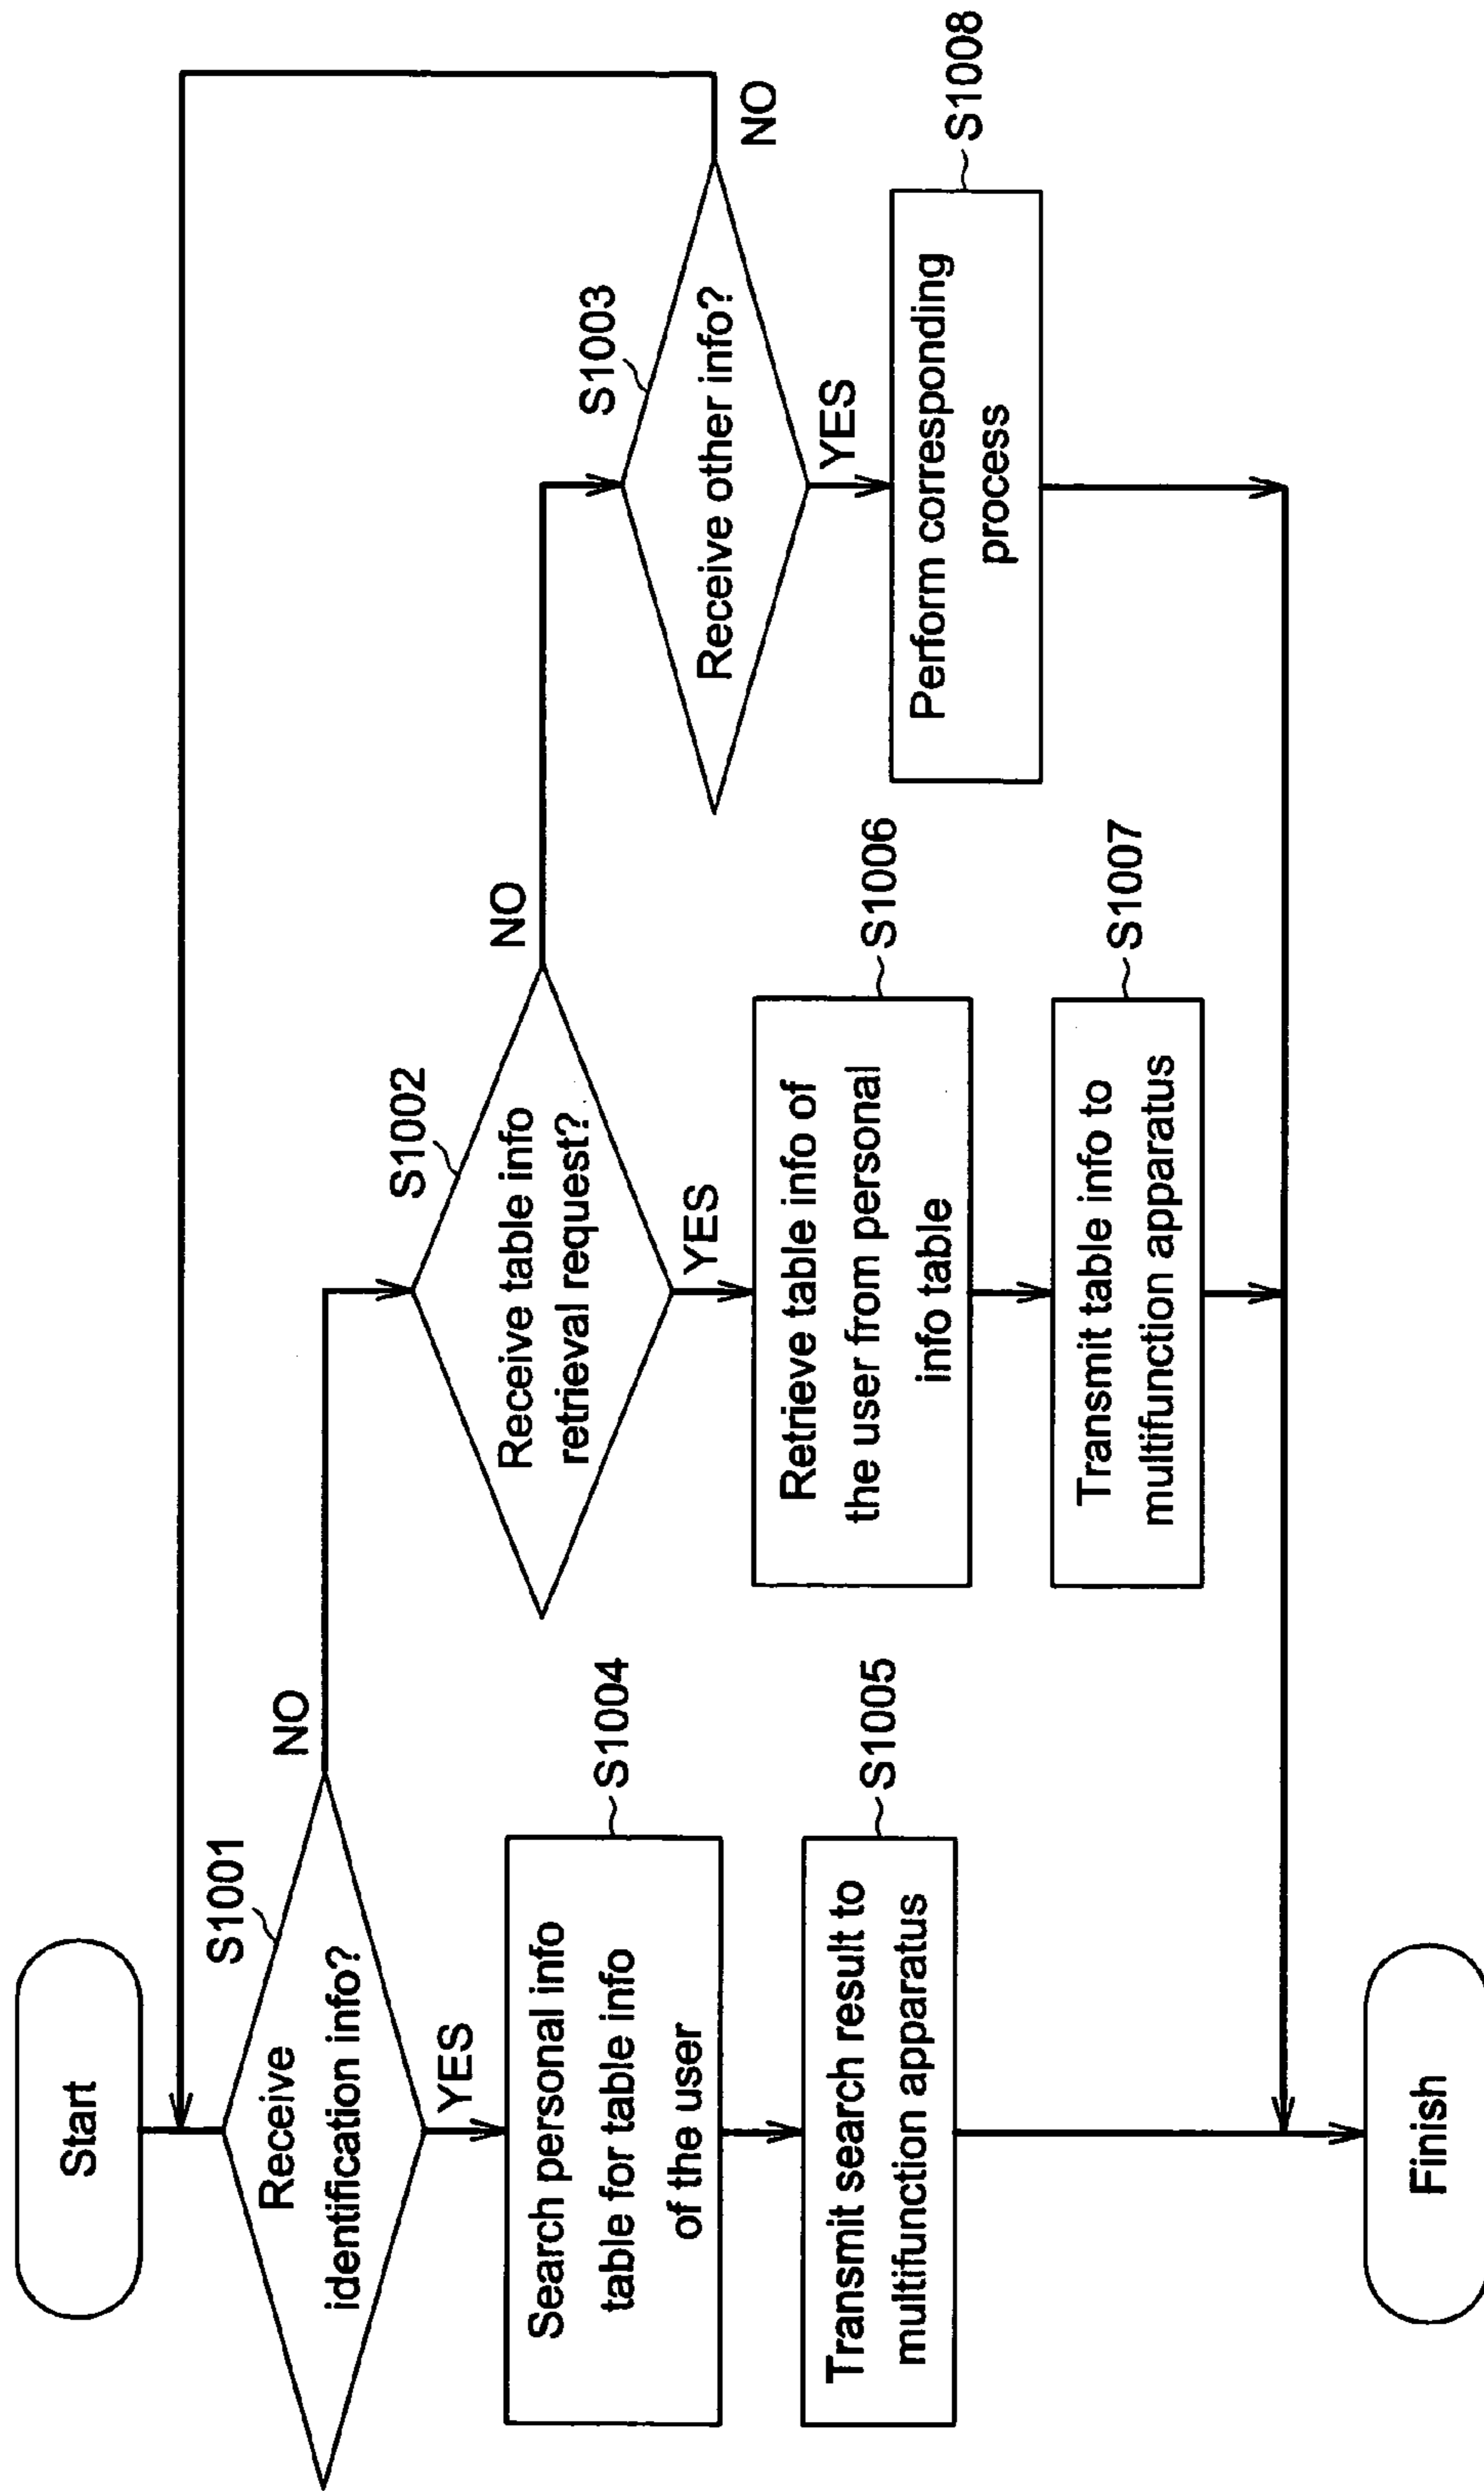 Start
S1001
Receive
identification info?
NO
YES
S1004
Search personal info
table for table info
of the user
S1005
Transmit search result to
multifunction apparatus
S1002
Receive table info
retrieval request?
NO
YES
S1006
Retrieve table info of
the user from personal
info table
S1007
Transmit table info to
multifunction apparatus
S1003
Receive other info?
NO
YES
S1008
Perform corresponding
process
Finish